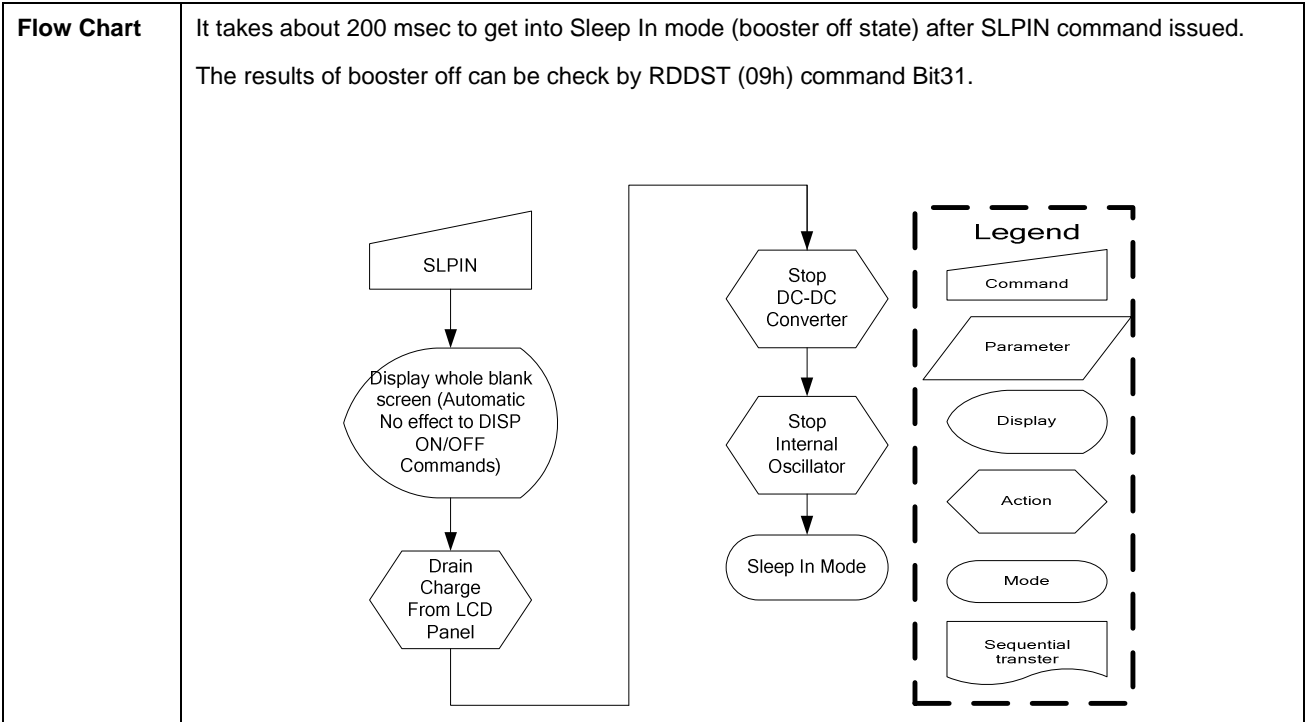 Flow Chart
It takes about 200 msec to get into Sleep In mode (booster off state) after SLPIN command issued.
The results of booster off can be check by RDDST (09h) command Bit31.
SLPIN
Display whole blank
screen (Automatic
No effect to DISP
ON/OFF
Commands)
Drain
Charge
From LCD
Panel
Stop
DC-DC
Converter
Stop
Internal
Oscillator
Sleep In Mode
Legend
Command
Parameter
Display
Action
Mode
Sequential
transter